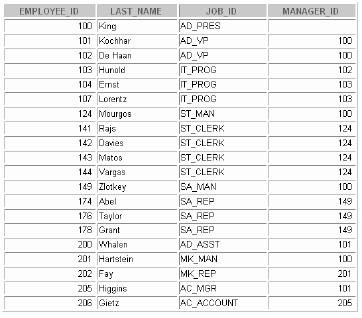 EMPLOYEE_ID LAST_NAME JOB_ID MANAGER_ID
100 King AD_PRES
101 Kochhar AD_VP 100
102 De Haan AD_VP 100
103 Hunold IT_PROG 102
104 Ernst IT_PROG 103
107 Lorentz IT_PROG 103
124 Mourgos ST_MAN 100
141 Rajs ST_CLERK 124
142 Davies ST_CLERK 124
143 Matos ST_CLERK 124
144 Vargas ST_CLERK 124
149 Zlotkey SA_MAN 100
174 Abel SA_REP 149
176 Taylor SA_REP 149
178 Grant SA_REP 149
200 Whalen AD_ASST 101
201 Hartstein MK_MAN 100
202 Fay MK_REP 201
205 Higgins AC_MGR 101
206 Gietz AC_ACCOUNT 205